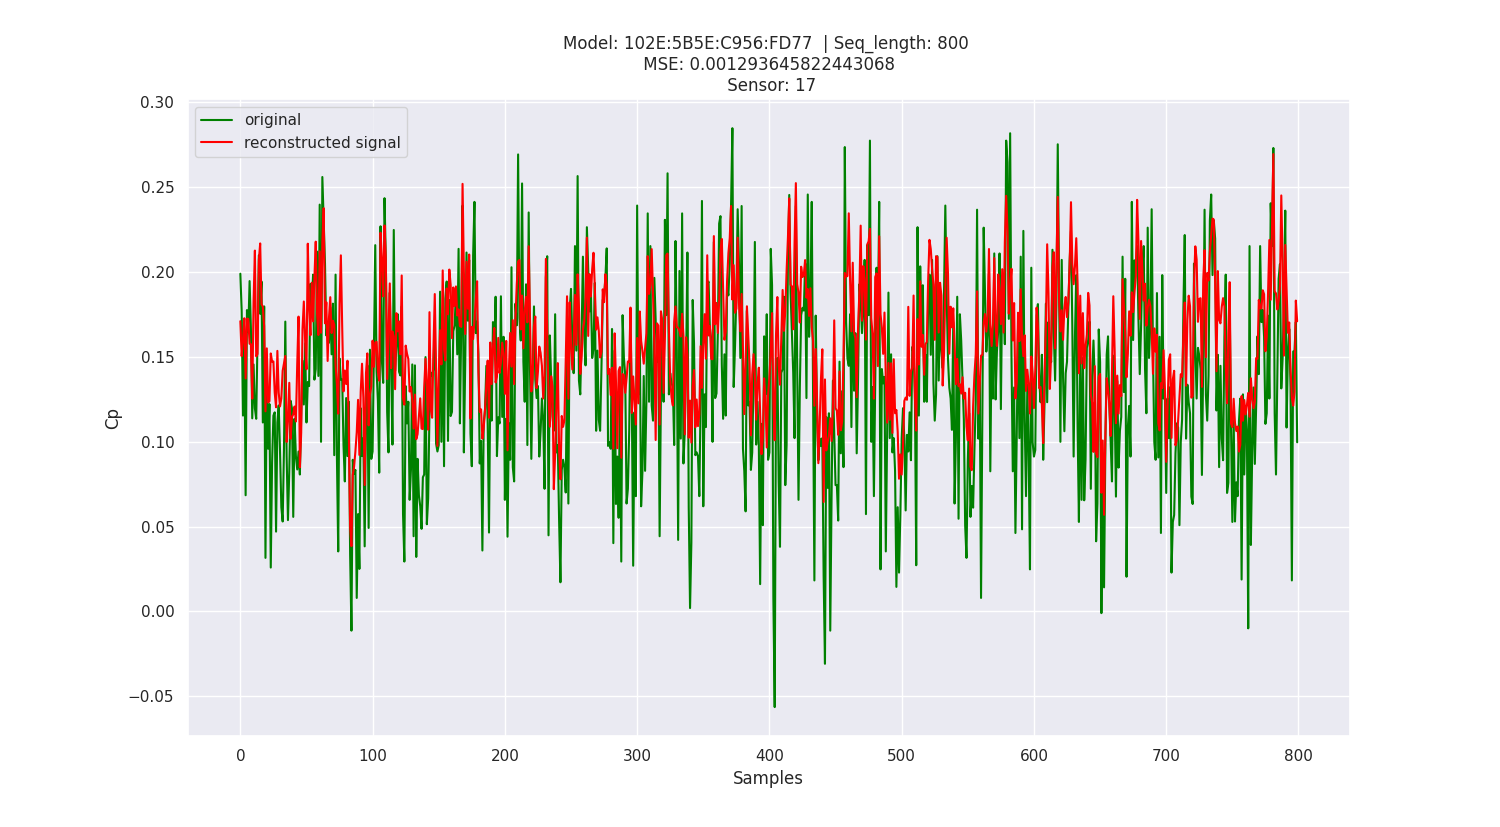 Model: 102E:5B5E:C956:FD77 | Seq_length: 800
MSE: 0.001293645822443068
Sensor: 17
original
reconstructed signal
0.30
0.25
0.20
0.15
0.10
0.05
0.00
−0.05
Cp
0 100 200 300 400 500 600 700 800
Samples